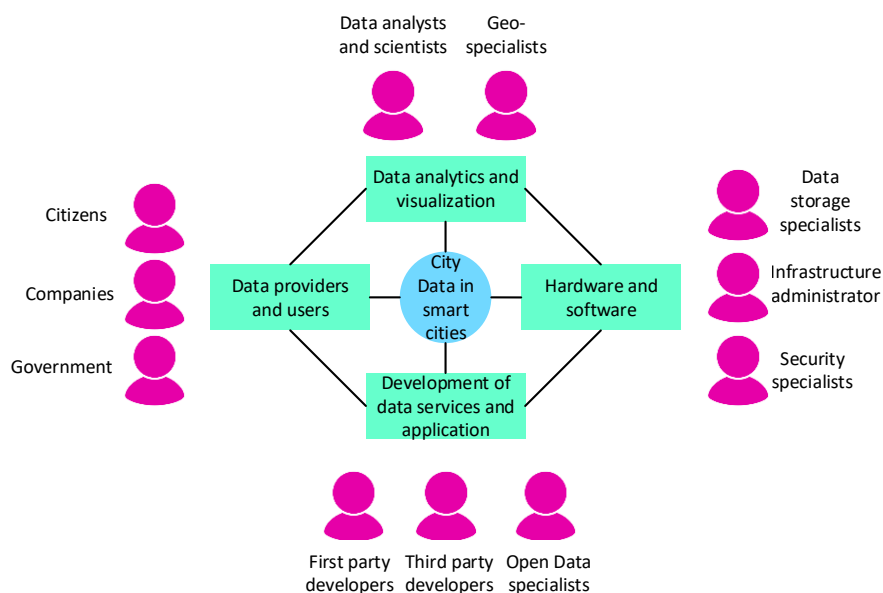 Data analysts
and scientists
Geo-
specialists
Data analytics and
visualization
Citizens
Companies
Government
Data providers
and users
City
Data in
smart
cities
Hardware and
software
Data
storage
specialists
Infrastructure
administrator
Security
specialists
Development of
data services and
application
First party
developers
Third party
developers
Open Data
specialists